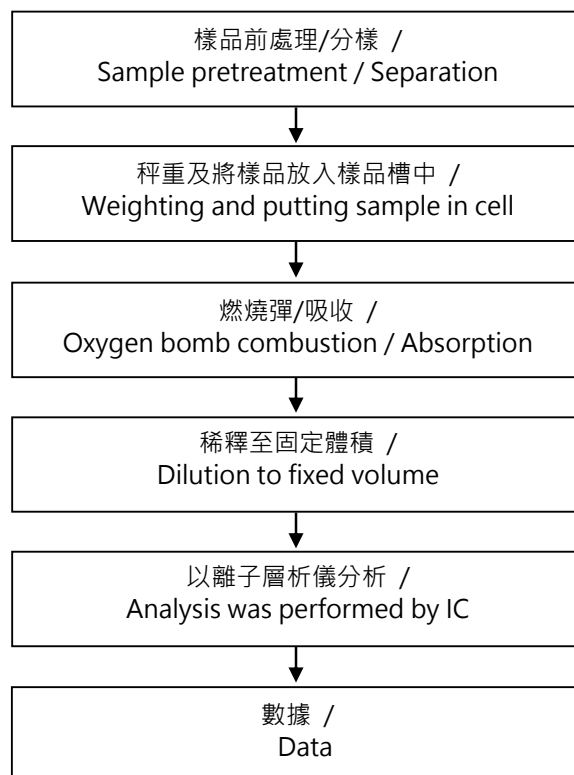 樣品前處理/分樣 /
Sample pretreatment / Separation
秤重及將樣品放入樣品槽中 /
Weighting and putting sample in cell
燃燒彈/吸收 /
Oxygen bomb combustion / Absorption
稀釋至固定體積 /
Dilution to fixed volume
以離子層析儀分析 /
Analysis was performed by IC
數據 /
Data